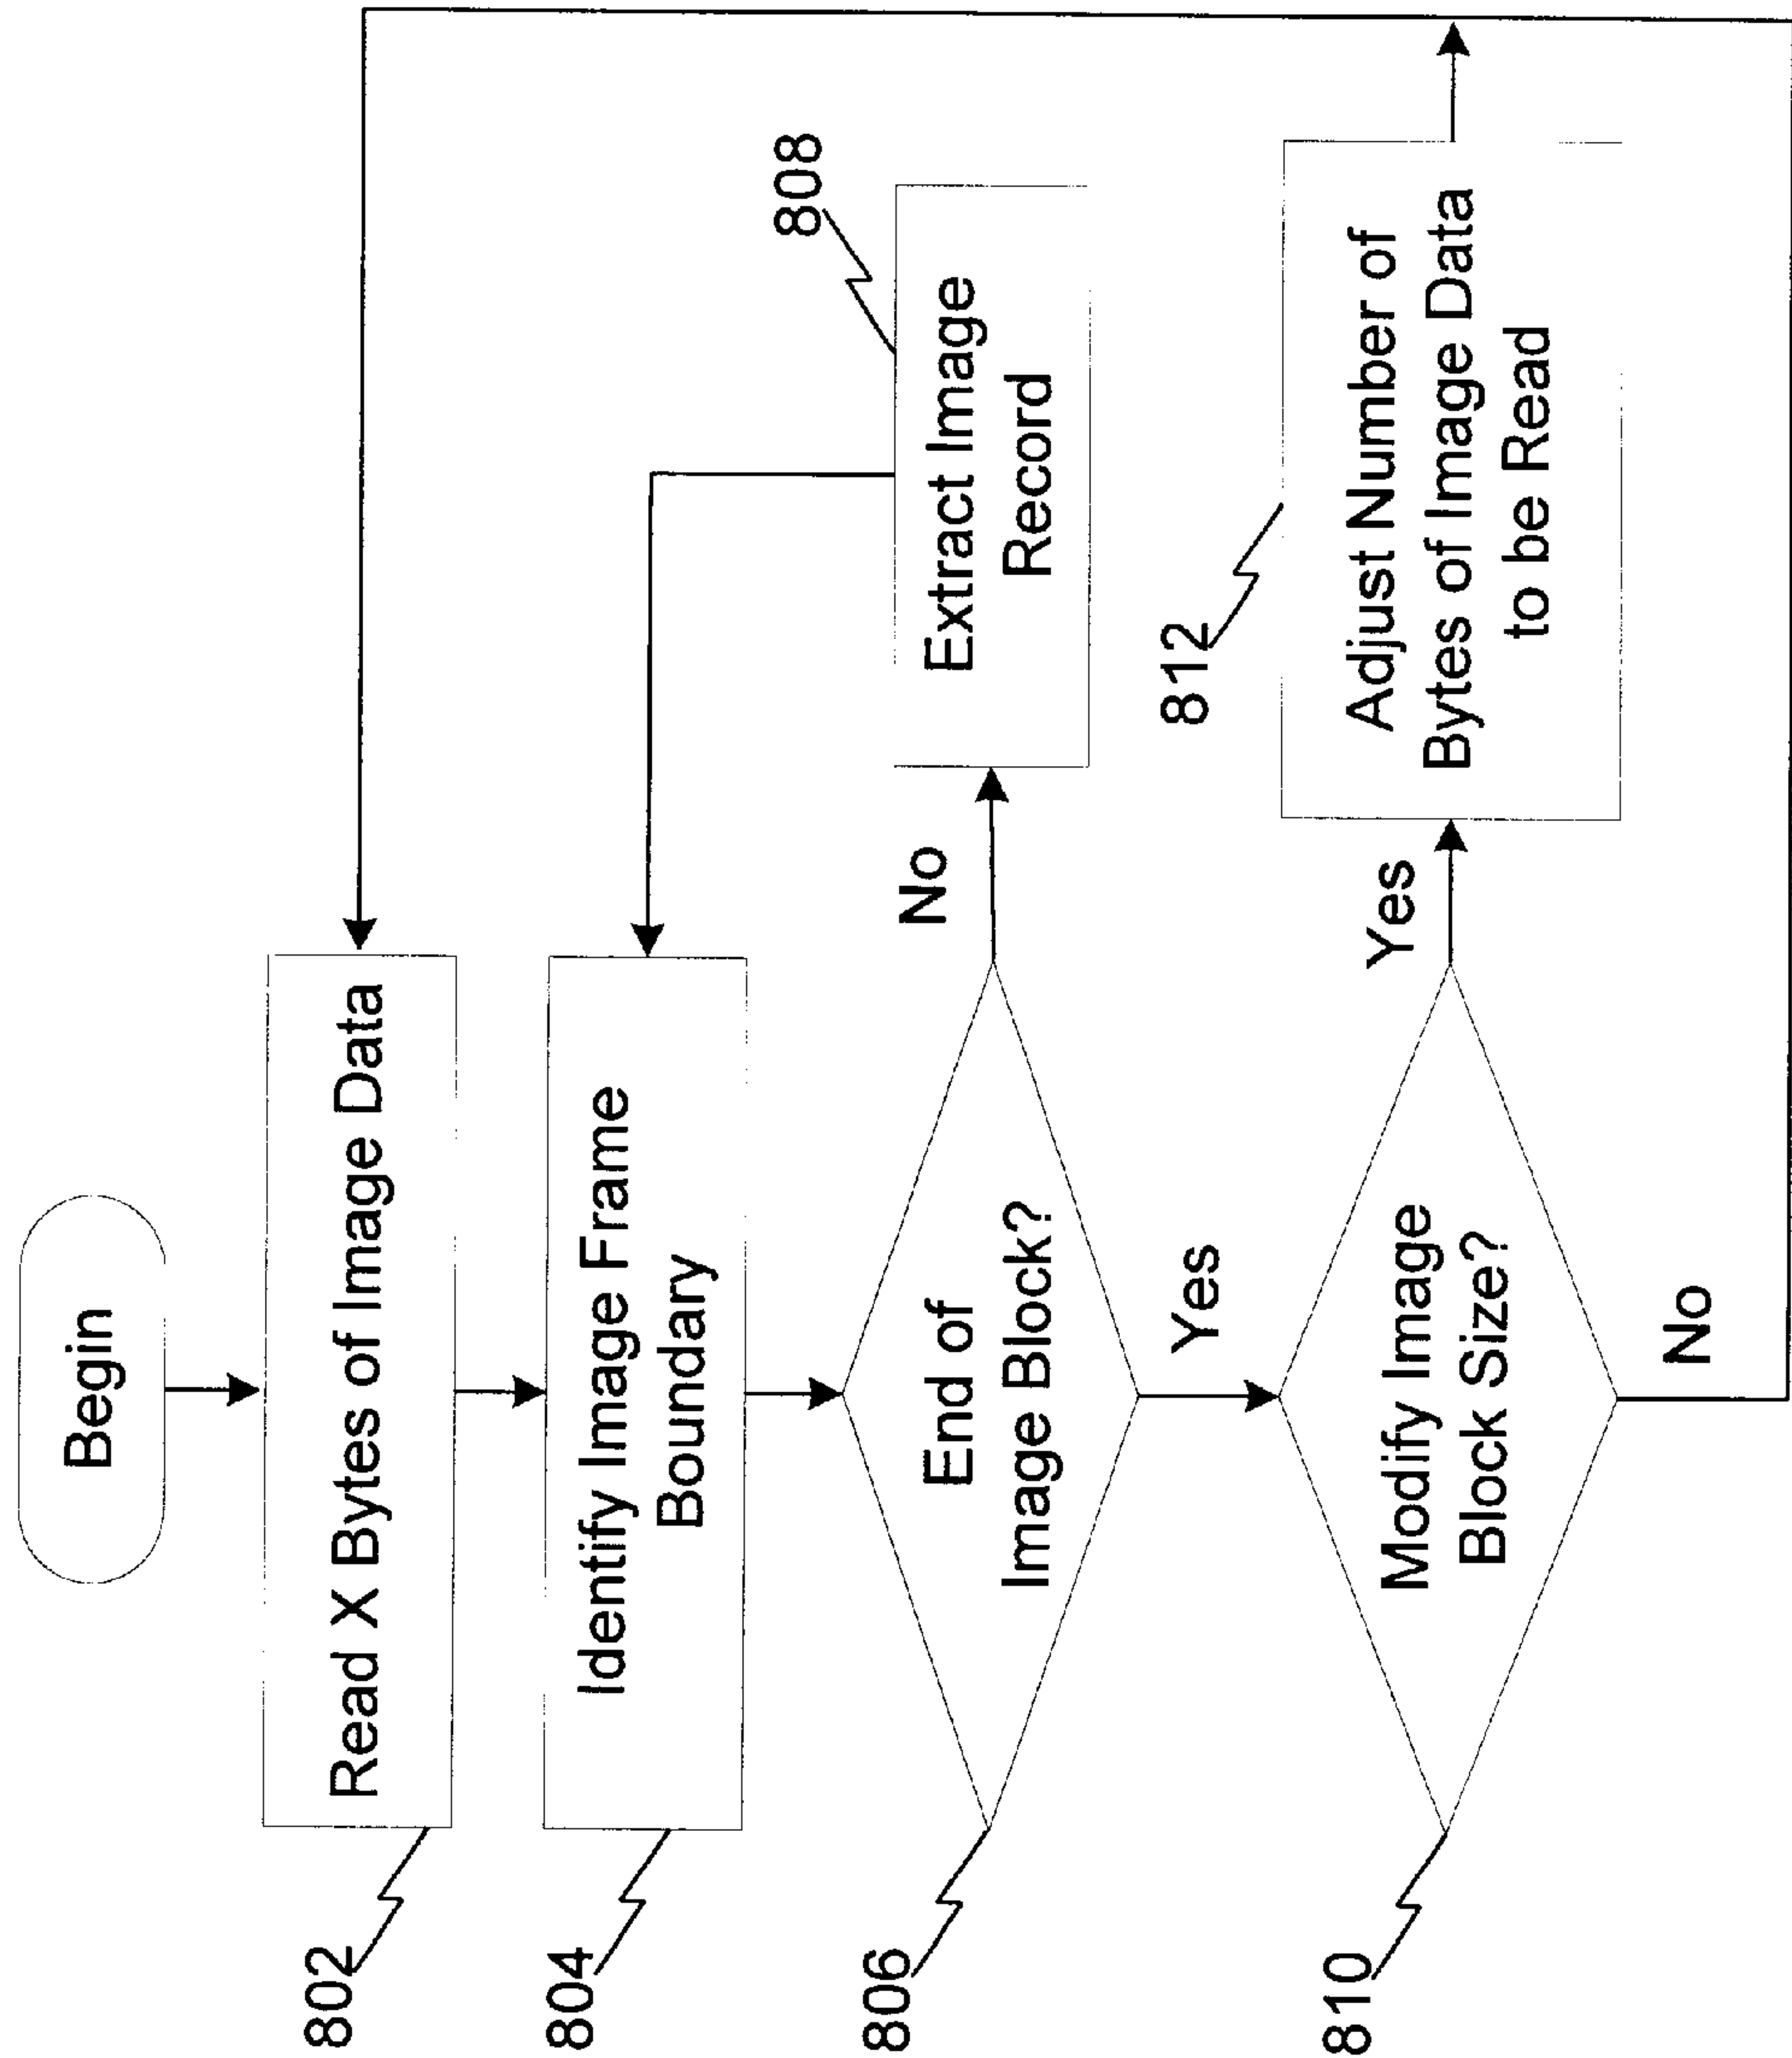 Begin
802
Read X Bytes of Image Data
804
Identify Image Frame
Boundary
806
End of
Image Block?
No
808
Extract Image
Record
Yes
810
Modify Image
Block Size?
Yes
812
Adjust Number of
Bytes of Image Data
to be Read
No